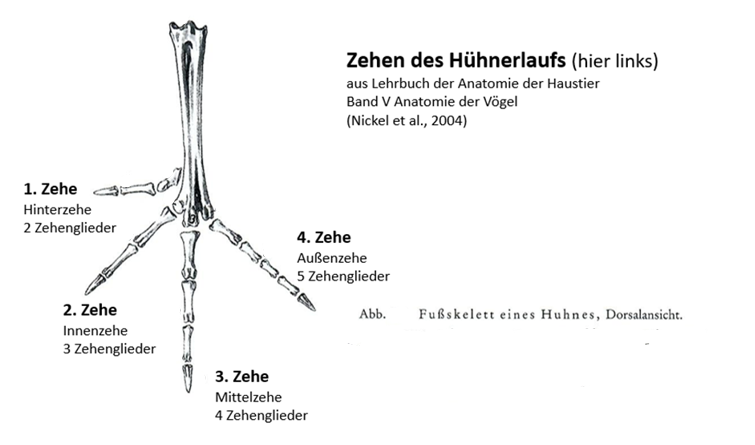 Zehen des Hühnerlaufs (hier links)
aus Lehrbuch der Anatomie der Haustier
Band V Anatomie der Vögel
(Nickel et al., 2004)
1. Zehe
Hinterzehe
2 Zehenglieder
2. Zehe
Innenzehe
3 Zehenglieder
3. Zehe
Mittelzehe
4 Zehenglieder
4. Zehe
Außenzehe
5 Zehenglieder
Abb. Fußskelett eines Huhnes, Dorsalansicht.